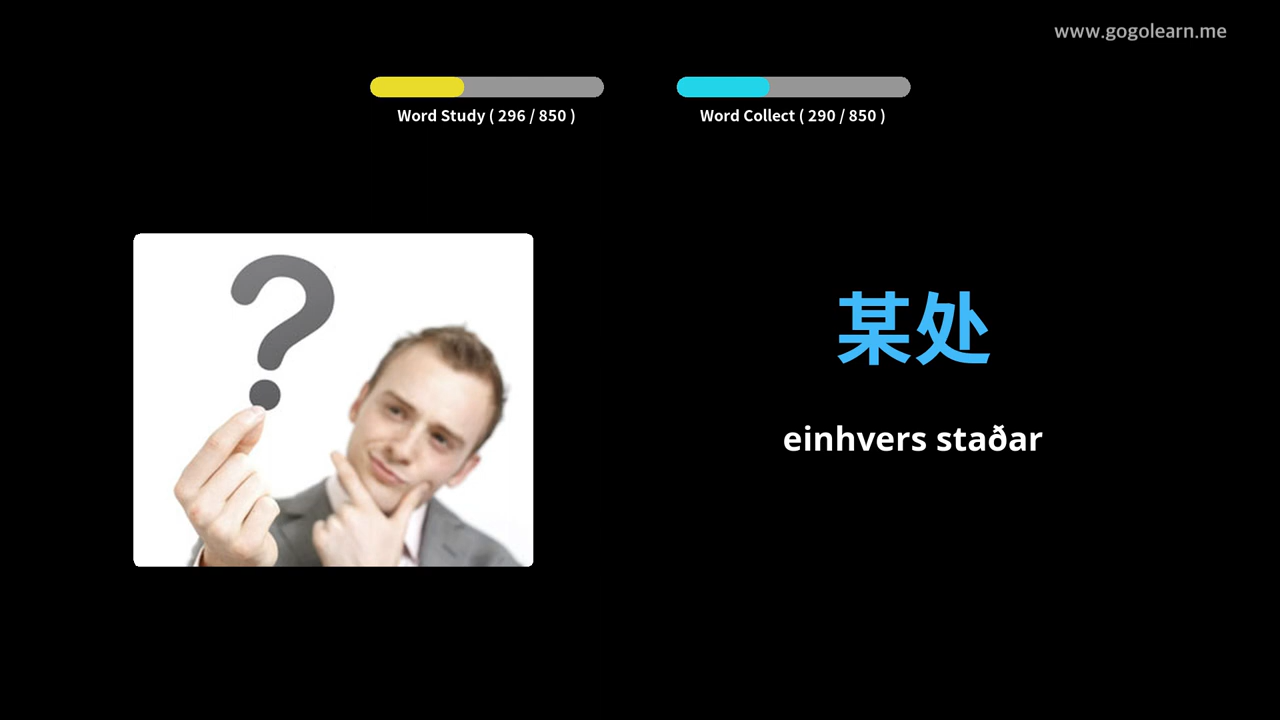 www.gogolearn.me
Word Study ( 296 / 850 )
Word Collect ( 290 / 850 )
?
某处
einhvers staðar